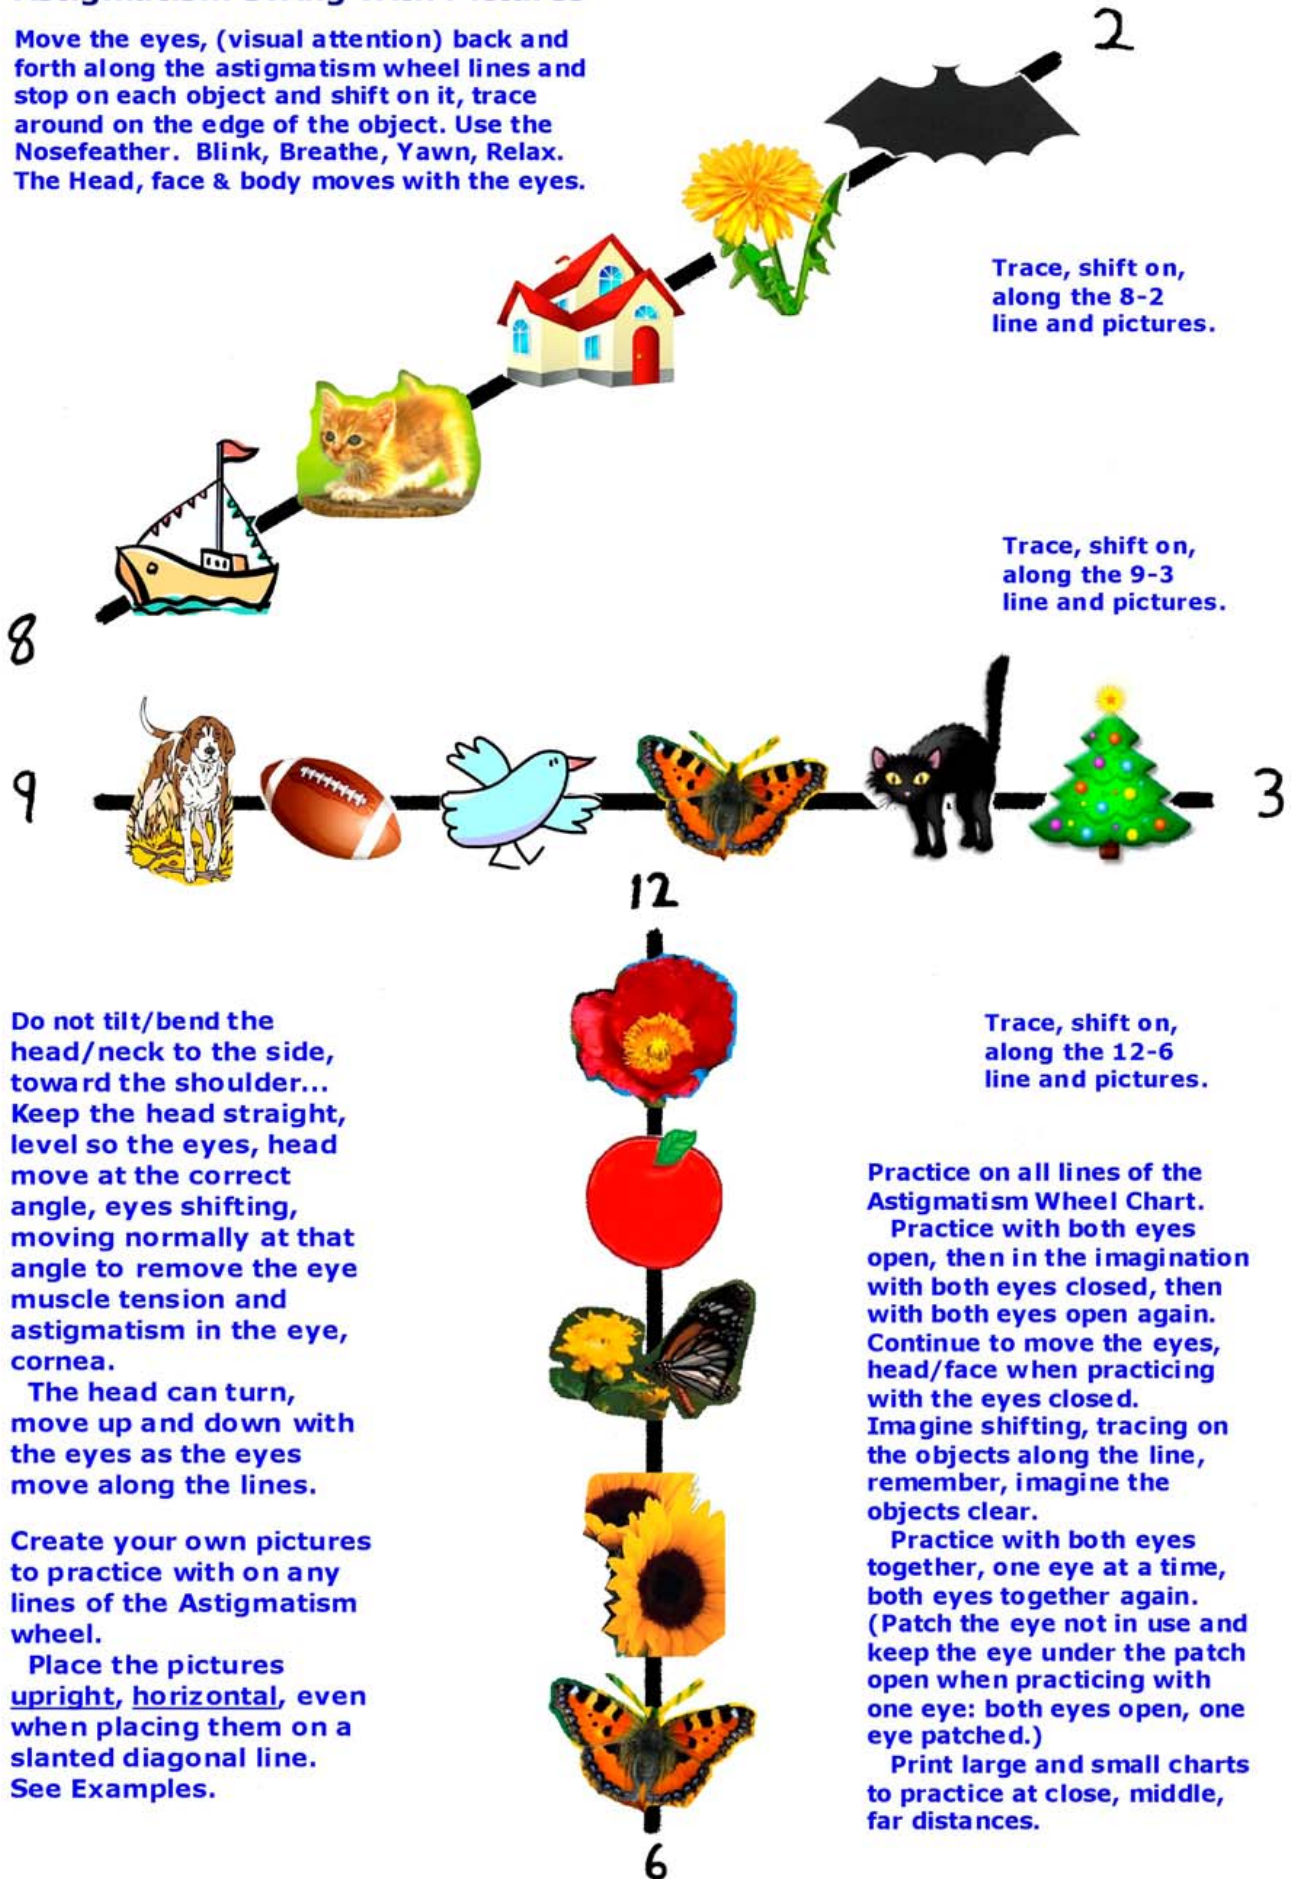 Move the eyes, (visual attention) back and
forth along the astigmatism wheel lines and
stop on each object and shift on it, trace
around on the edge of the object. Use the
Nosefeather.  Blink, Breathe, Yawn, Relax.
The Head, face & body moves with the eyes.
2
Trace, shift on,
along the 8-2
line and pictures.
8
Trace, shift on,
along the 9-3
line and pictures.
9
3
12
Do not tilt/bend the
head/neck to the side,
toward the shoulder...
Keep the head straight,
level so the eyes, head
move at the correct
angle, eyes shifting,
moving normally at that
angle to remove the eye
muscle tension and
astigmatism in the eye,
cornea.
The head can turn,
move up and down with
the eyes as the eyes
move along the lines.
Create your own pictures
to practice with on any
lines of the Astigmatism
wheel.
Place the pictures
upright, horizontal, even
when placing them on a
slanted diagonal line.
See Examples.
Trace, shift on,
along the 12-6
line and pictures.
Practice on all lines of the
Astigmatism Wheel Chart.
Practice with both eyes
open, then in the imagination
with both eyes closed, then
with both eyes open again.
Continue to move the eyes,
head/face when practicing
with the eyes closed.
Imagine shifting, tracing on
the objects along the line,
remember, imagine the
objects clear.
Practice with both eyes
together, one eye at a time,
both eyes together again.
(Patch the eye not in use and
keep the eye under the patch
open when practicing with
one eye: both eyes open, one
eye patched.)
Print large and small charts
to practice at close, middle,
far distances.
6